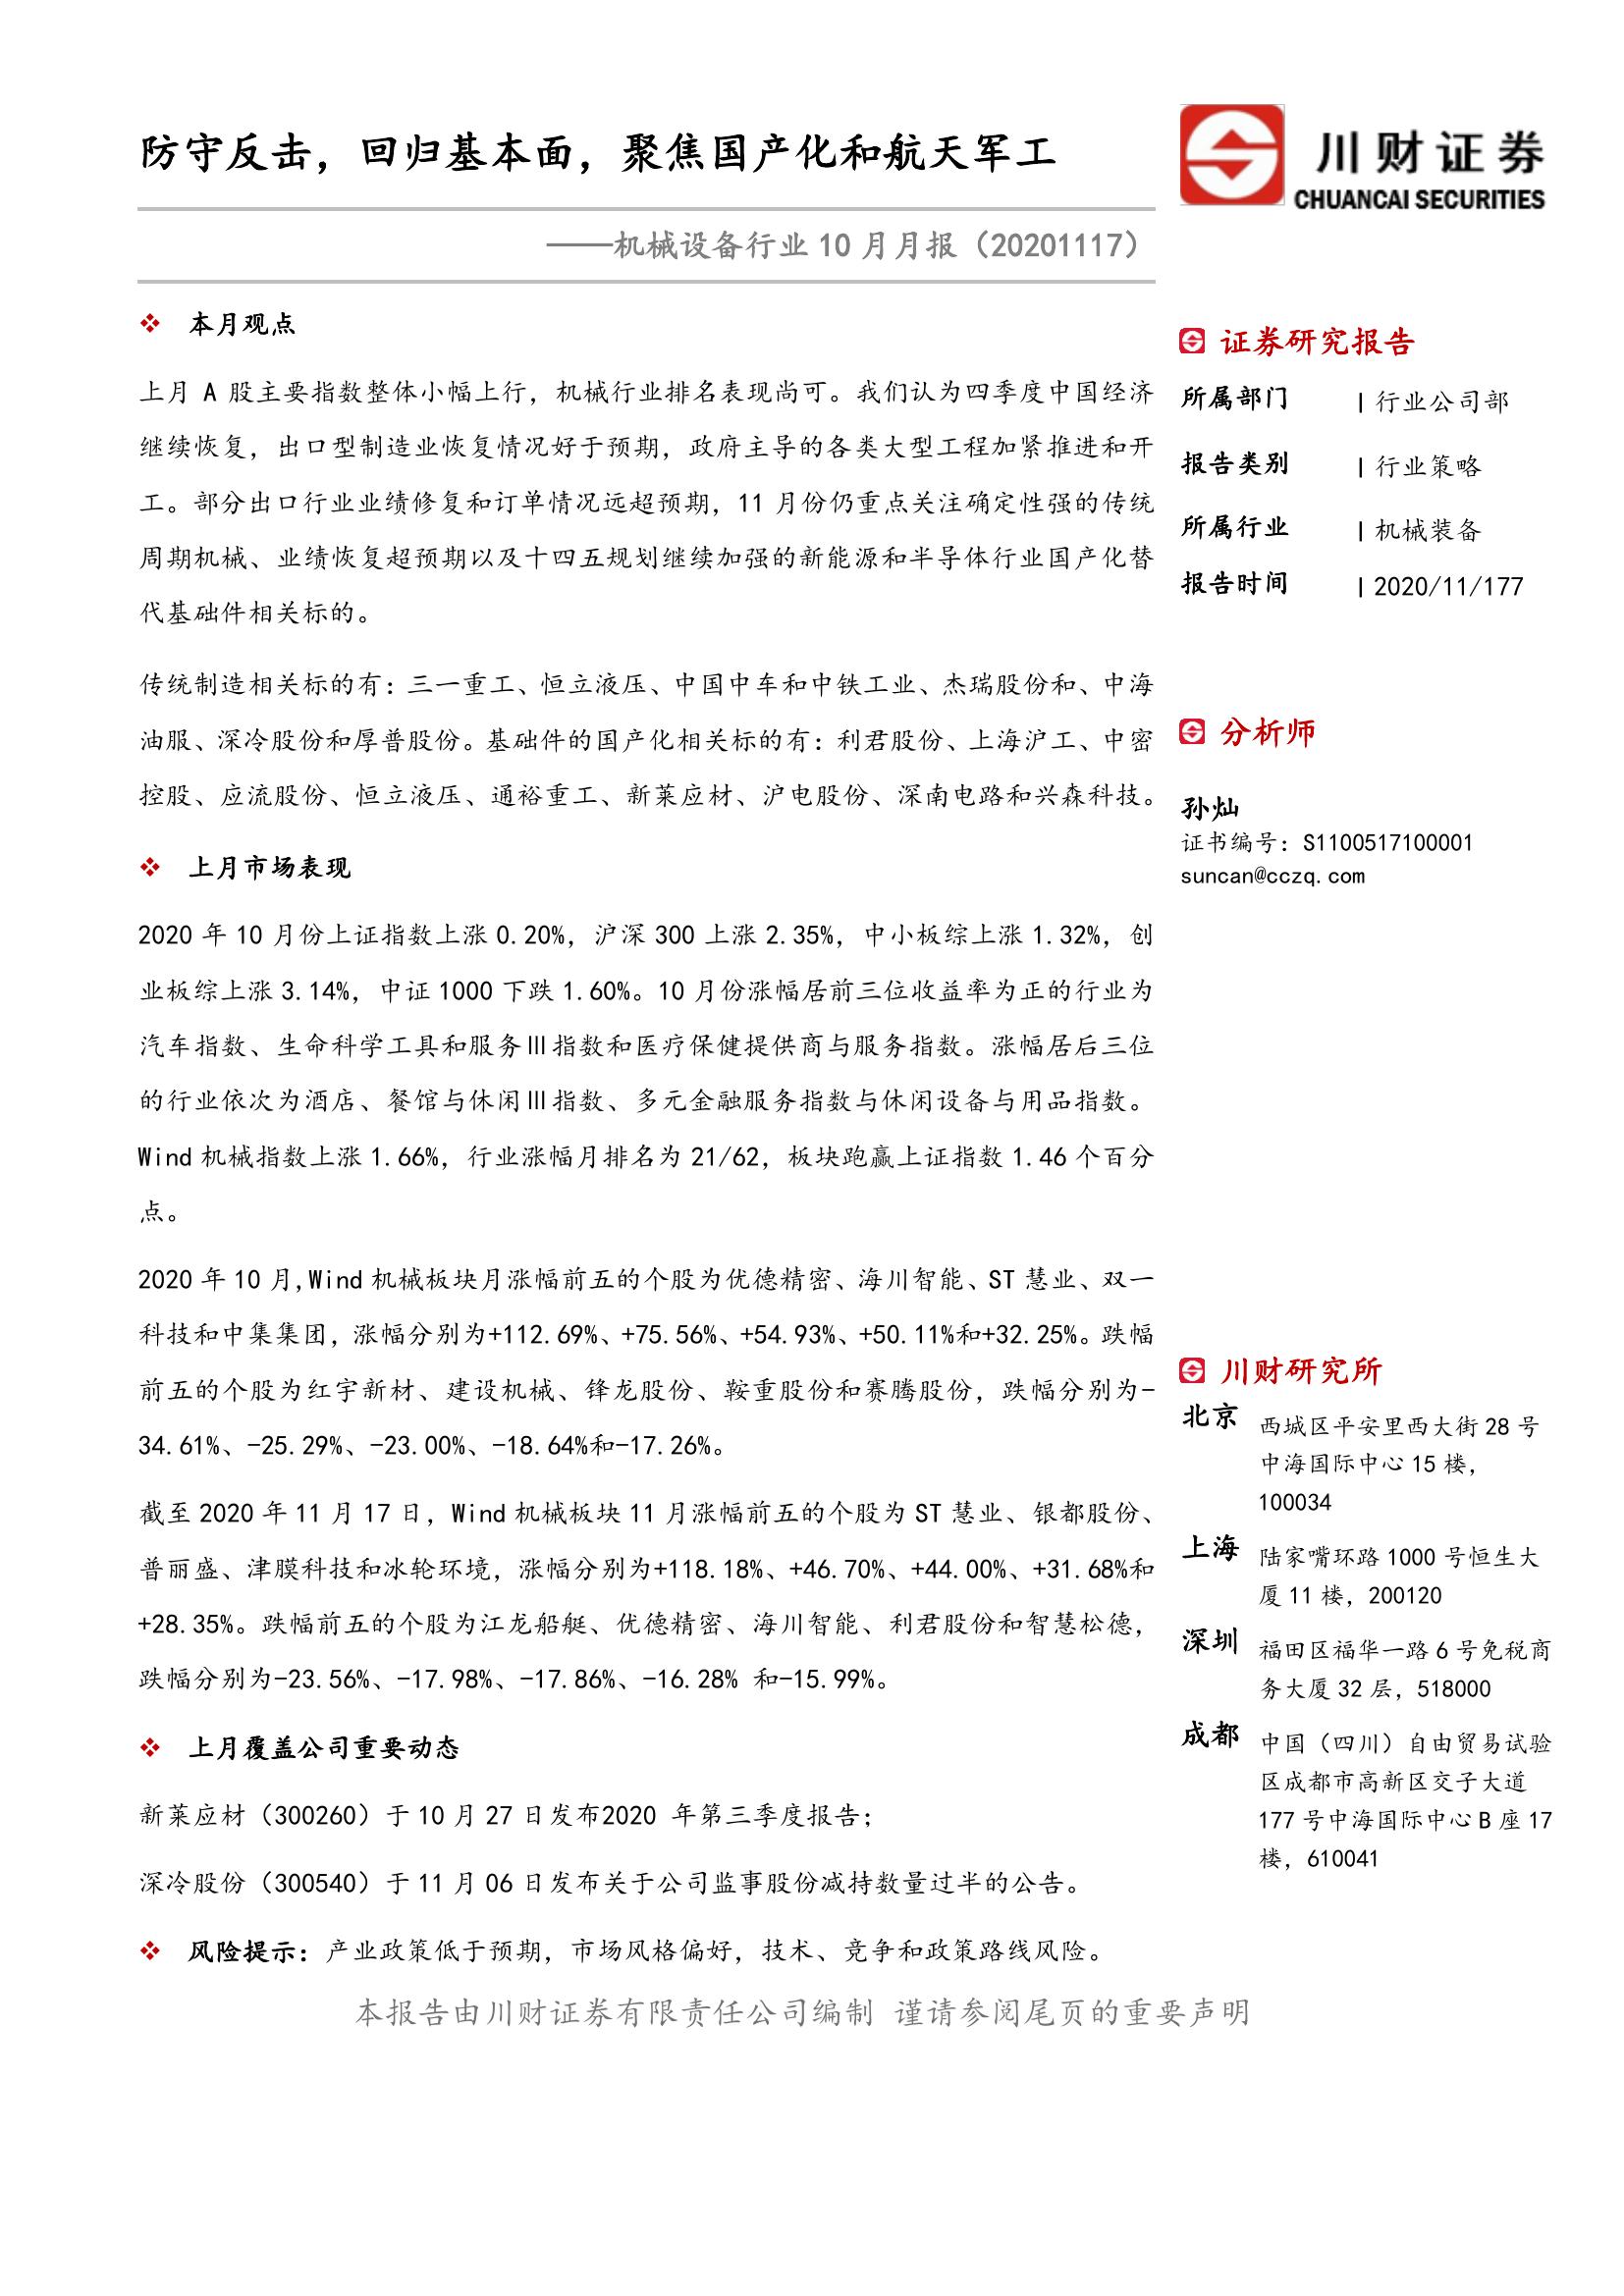 防守反击，回归基本面，聚焦国产化和航天军工
川财证券
CHUANCAI SECURITIES
——机械设备行业 10 月月报（20201117）
❖ 本月观点
上月 A 股主要指数整体小幅上行，机械行业排名表现尚可。我们认为四季度中国经济
继续恢复，出口型制造业恢复情况好于预期，政府主导的各类大型工程加紧推进和开
工。部分出口行业业绩修复和订单情况远超预期，11 月份仍重点关注确定性强的传统
周期机械、业绩恢复超预期以及十四五规划继续加强的新能源和半导体行业国产化替
代基础件相关标的。
传统制造相关标的有：三一重工、恒立液压、中国中车和中铁工业、杰瑞股份和、中海
油服、深冷股份和厚普股份。基础件的国产化相关标的有：利君股份、上海沪工、中密
控股、应流股份、恒立液压、通裕重工、新莱应材、沪电股份、深南电路和兴森科技。
❖ 上月市场表现
2020 年 10 月份上证指数上涨 0.20%，沪深 300 上涨 2.35%，中小板综上涨 1.32%，创
业板综上涨 3.14%，中证 1000 下跌 1.60%。10 月份涨幅居前三位收益率为正的行业为
汽车指数、生命科学工具和服务Ⅲ指数和医疗保健提供商与服务指数。涨幅居后三位
的行业依次为酒店、餐馆与休闲Ⅲ指数、多元金融服务指数与休闲设备与用品指数。
Wind 机械指数上涨 1.66%，行业涨幅月排名为 21/62，板块跑赢上证指数 1.46 个百分
点。
2020 年 10 月,Wind 机械板块月涨幅前五的个股为优德精密、海川智能、ST 慧业、双一
科技和中集集团，涨幅分别为+112.69%、+75.56%、+54.93%、+50.11%和+32.25%。跌幅
前五的个股为红宇新材、建设机械、锋龙股份、鞍重股份和赛腾股份，跌幅分别为-
34.61%、-25.29%、-23.00%、-18.64%和-17.26%。
截至 2020 年 11 月 17 日，Wind 机械板块 11 月涨幅前五的个股为 ST 慧业、银都股份、
普丽盛、津膜科技和冰轮环境，涨幅分别为+118.18%、+46.70%、+44.00%、+31.68%和
+28.35%。跌幅前五的个股为江龙船艇、优德精密、海川智能、利君股份和智慧松德，
跌幅分别为-23.56%、-17.98%、-17.86%、-16.28% 和-15.99%。
❖ 上月覆盖公司重要动态
新莱应材（300260）于 10 月 27 日发布2020 年第三季度报告；
深冷股份（300540）于 11 月 06 日发布关于公司监事股份减持数量过半的公告。
❖ 风险提示：产业政策低于预期，市场风格偏好，技术、竞争和政策路线风险。
证券研究报告
所属部门 | 行业公司部
报告类别 | 行业策略
所属行业 | 机械装备
报告时间 | 2020/11/177
分析师
孙灿
证书编号：S1100517100001
suncan@cczq.com
川财研究所
北京 西城区平安里西大街 28 号
中海国际中心 15 楼，
100034
上海 陆家嘴环路 1000 号恒生大
厦 11 楼，200120
深圳 福田区福华一路 6 号免税商
务大厦 32 层，518000
成都 中国（四川）自由贸易试验
区成都市高新区交子大道
177 号中海国际中心 B 座 17
楼，610041
本报告由川财证券有限责任公司编制 谨请参阅尾页的重要声明